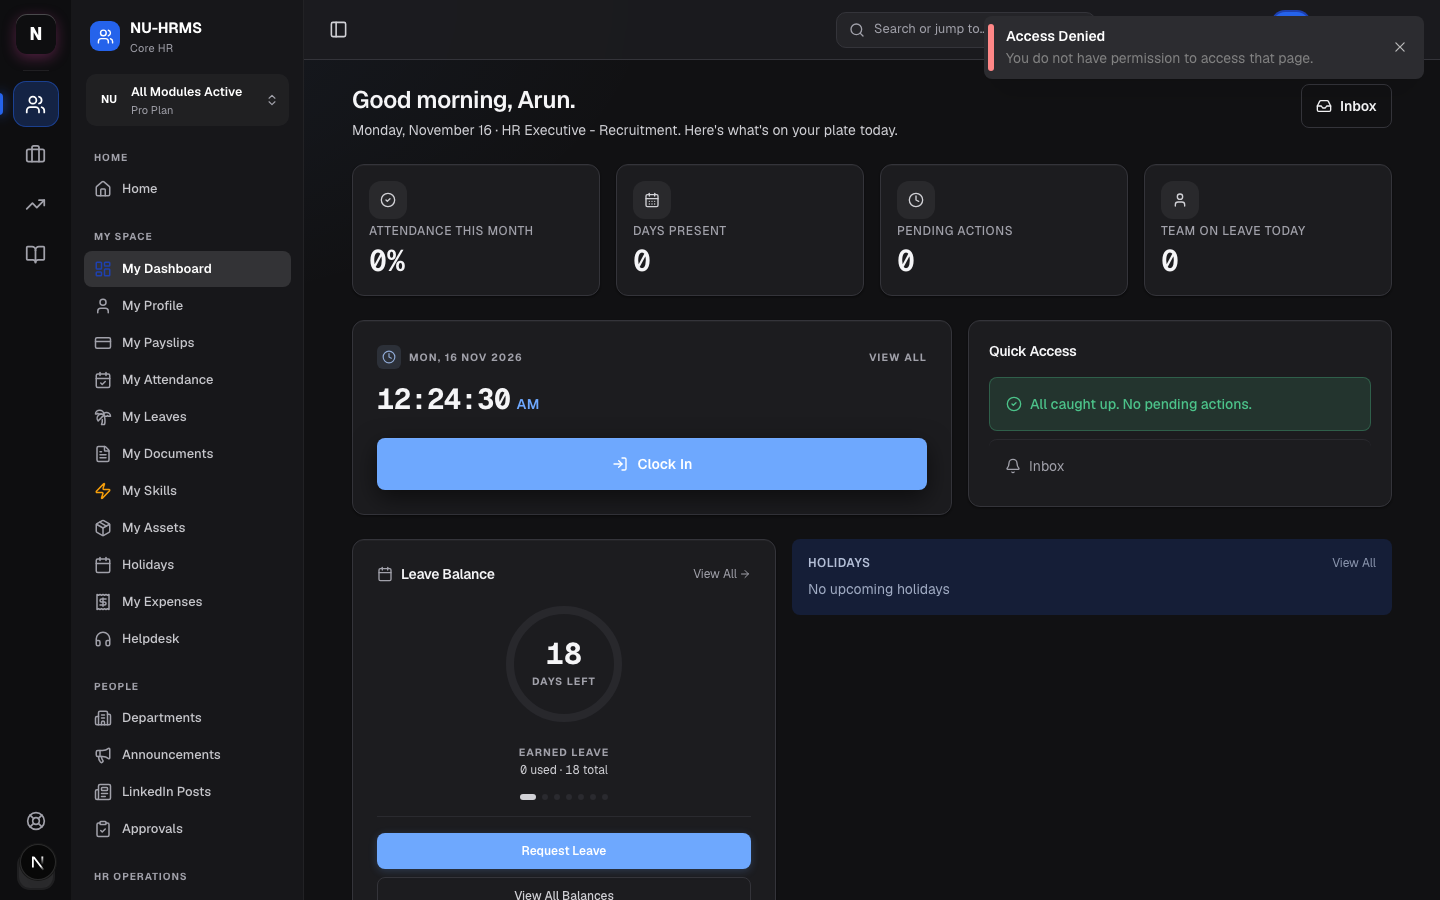 N
NU-HRMS
Core HR
NU
All Modules Active
Pro Plan
HOME
Home
MY SPACE
My Dashboard
My Profile
My Payslips
My Attendance
My Leaves
My Documents
My Skills
My Assets
Holidays
My Expenses
Helpdesk
PEOPLE
Departments
Announcements
LinkedIn Posts
Approvals
HR OPERATIONS
N
Search or jump to...
Access Denied
You do not have permission to access that page.
Good morning, Arun.
Monday, November 16 · HR Executive - Recruitment. Here's what's on your plate today.
Inbox
ATTENDANCE THIS MONTH
0%
DAYS PRESENT
0
PENDING ACTIONS
0
TEAM ON LEAVE TODAY
0
MON, 16 NOV 2026
VIEW ALL
12:24:30 AM
Clock In
Quick Access
All caught up. No pending actions.
Inbox
Leave Balance
View All →
18
DAYS LEFT
EARNED LEAVE
0 used · 18 total
Request Leave
View All Balances
HOLIDAYS
View All
No upcoming holidays